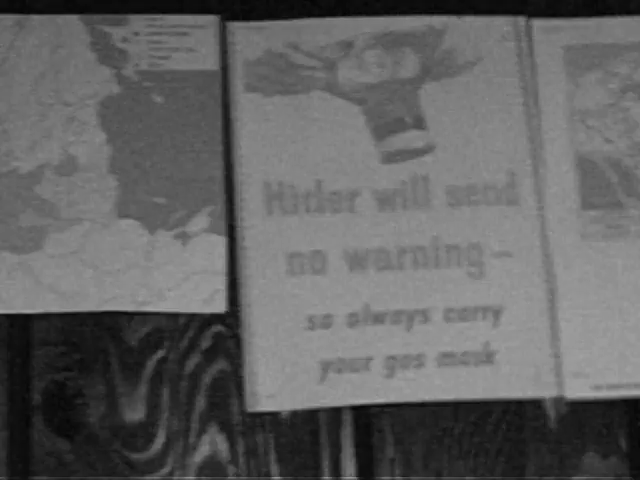 Hitler will send
no warning–
so always carry
your gas mask